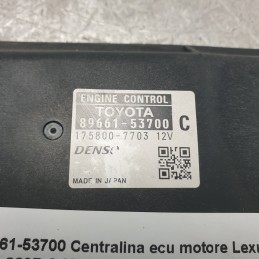 ENGINE CONTROL
TOYOTA
89661-53700 C
175800-7703 12V
DENSO
MADE IN JAPAN
61-53700 Centralina ecu motore Lexu